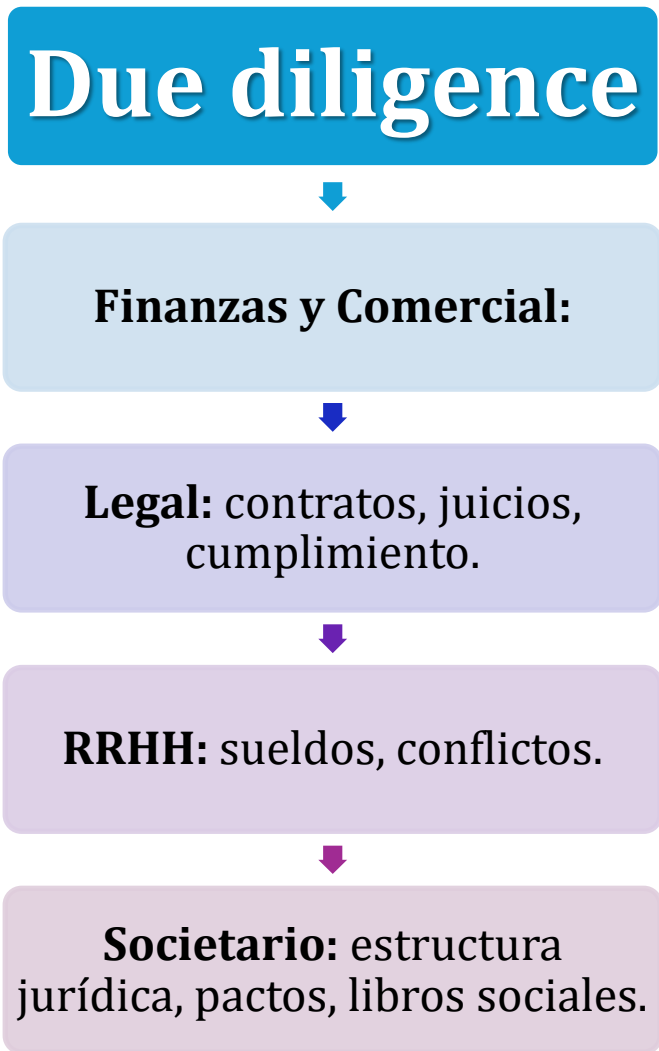 Due diligence
Finanzas y Comercial:
Legal: contratos, juicios,
cumplimiento.
RRHH: sueldos, conflictos.
Societario: estructura
jurídica, pactos, libros sociales.